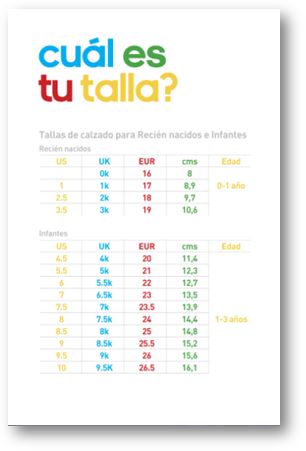 cuál es
tu talla?
Tallas de calzado para Recién nacidos e Infantes
Recién nacidos
US UK EUR cms Edad
0k 16 8
1 1k 17 8,9 0-1 año
2.5 2k 18 9,7
3.5 3k 19 10,6
Infantes
US UK EUR cms Edad
4.5 4k 20 11,4
5.5 5k 21 12,3
6 5.5k 22 12,7
7 6.5k 23 13,5
7.5 7k 23.5 13,9
8 7.5k 24 14,4 1-3 años
8.5 8k 25 14,8
9 8.5k 25.5 15,2
9.5 9k 26 15,6
10 9.5K 26.5 16,1